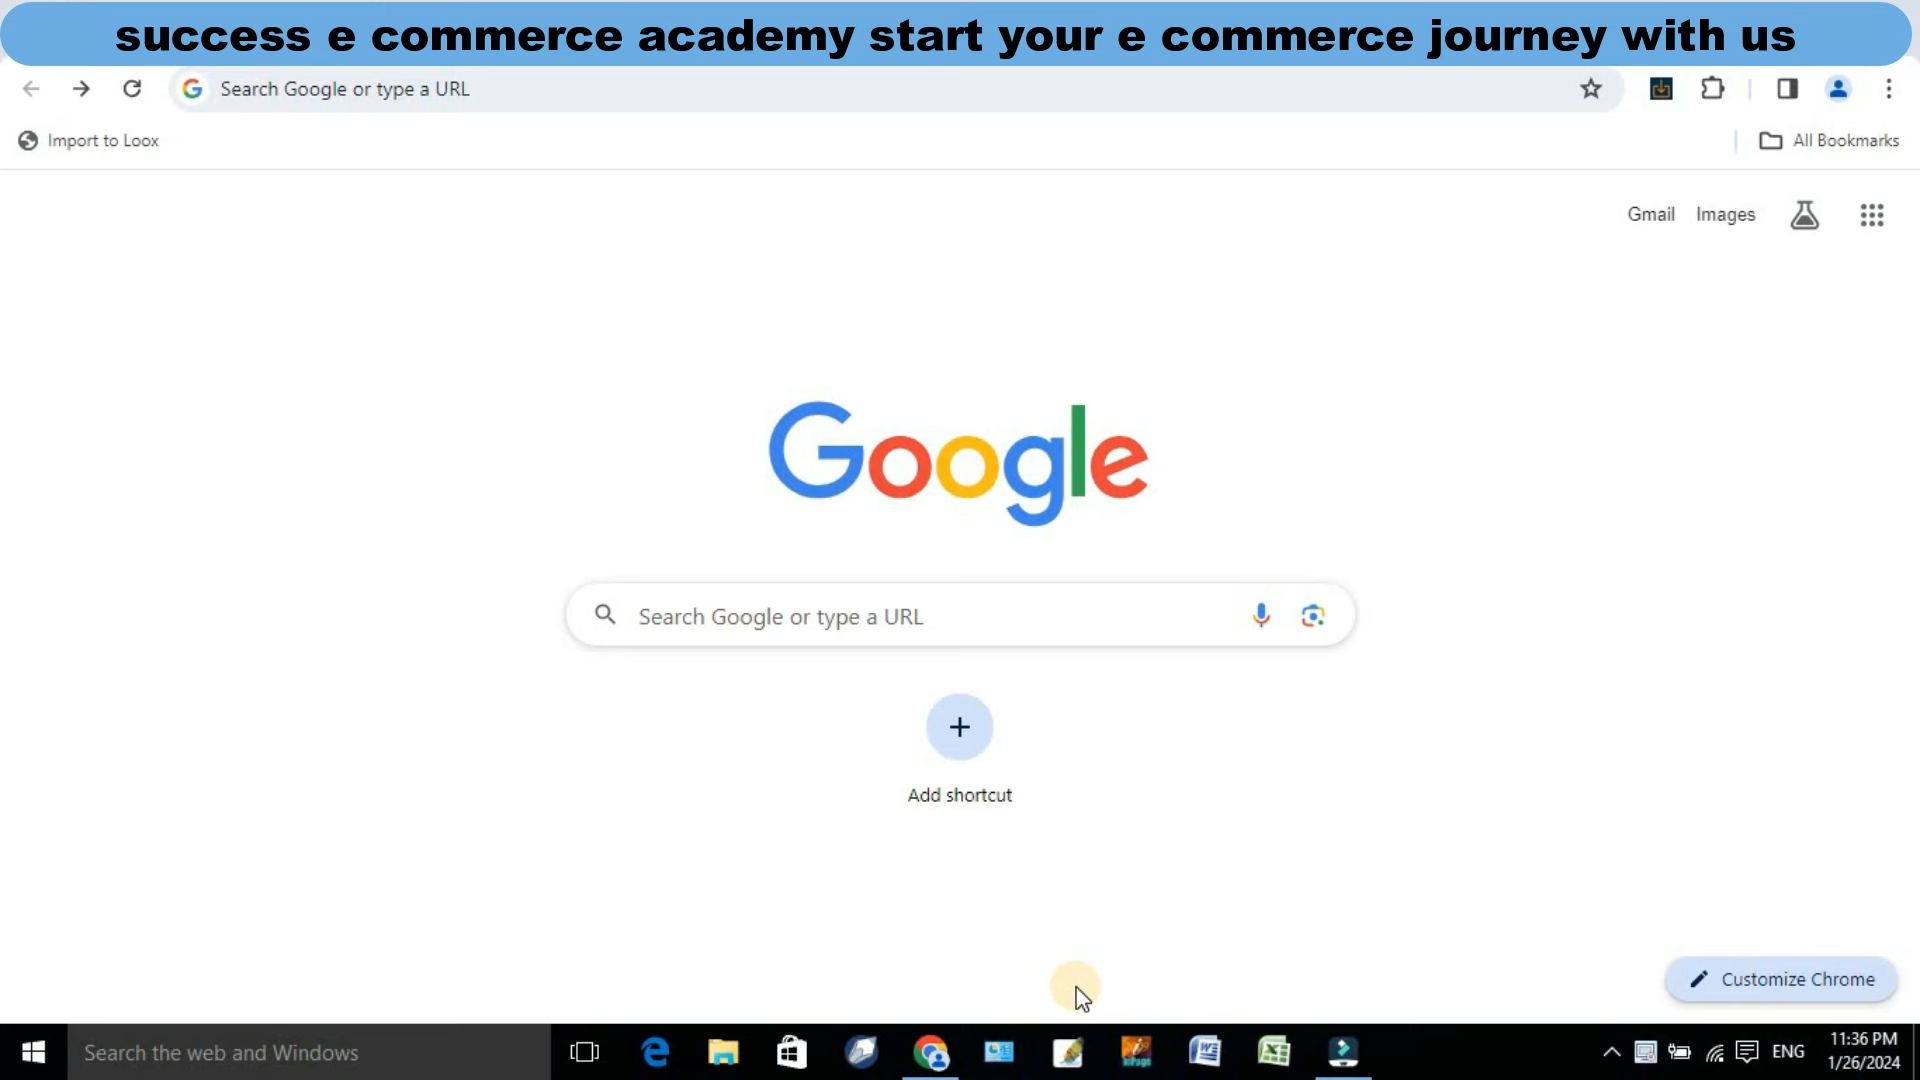 success e commerce academy start your e commerce journey with us
Search Google or type a URL
Import to Loox
All Bookmarks
Gmail Images
Google
Search Google or type a URL
Add shortcut
Customize Chrome
Search the web and Windows
ENG
11:36 PM
1/26/2024